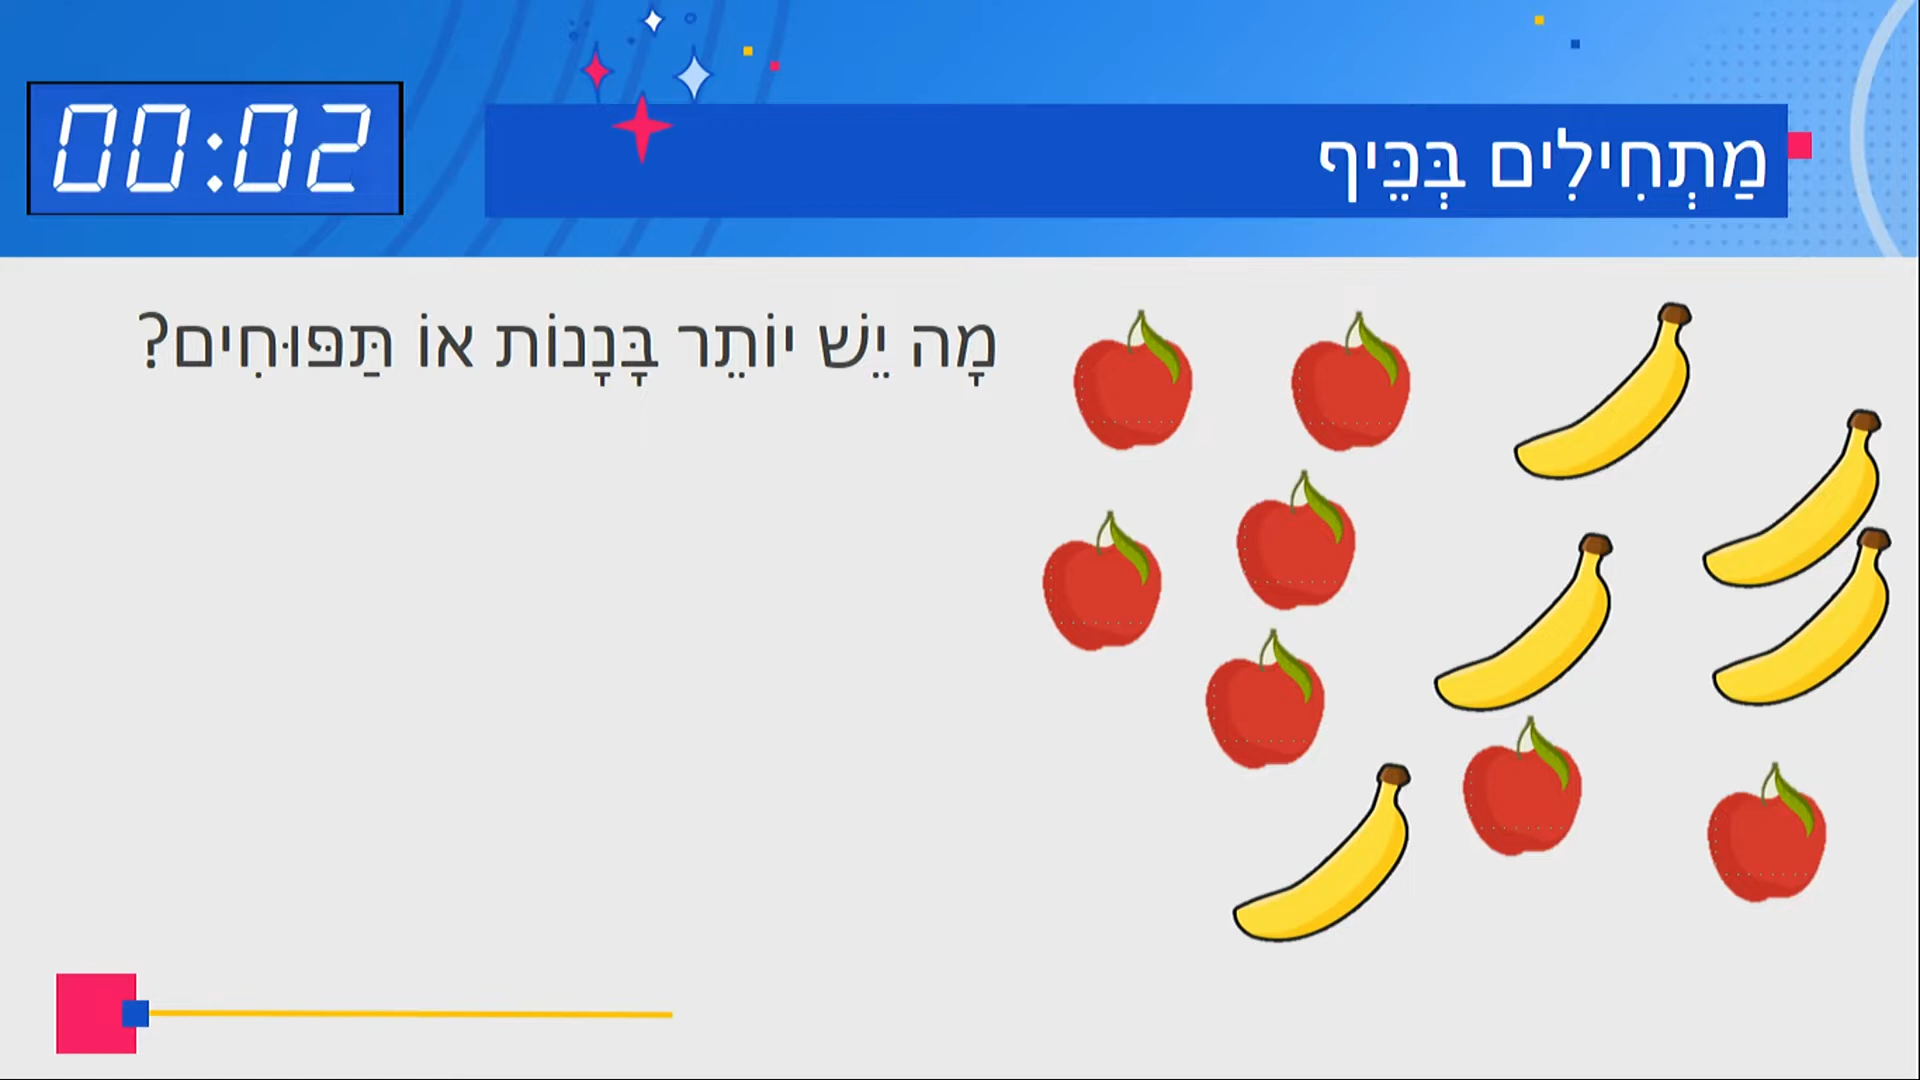 00:02
מַתְחִילִים בְּכֵּיף
מָה יֵשׁ יוֹתֵר בָּנָנוֹת אוֹ תַּפּוּחִים?